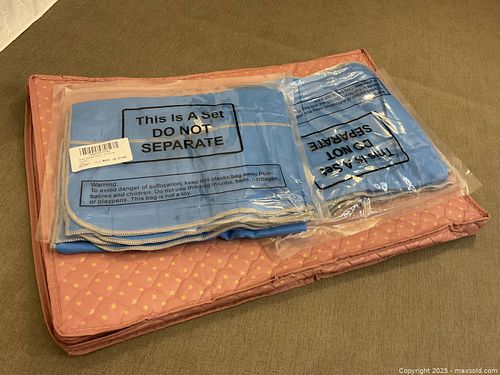 This Is A Set
DO NOT
SEPARATE
Warning:
To avoid danger of suffocation, keep this plastic bag away from
babies and children. Do not use this bag in cribs, beds, carriages,
or playpens. This bag is not a toy.
This Is A Set
DO NOT
SEPARATE
Copyright 2025 - maxsold.com